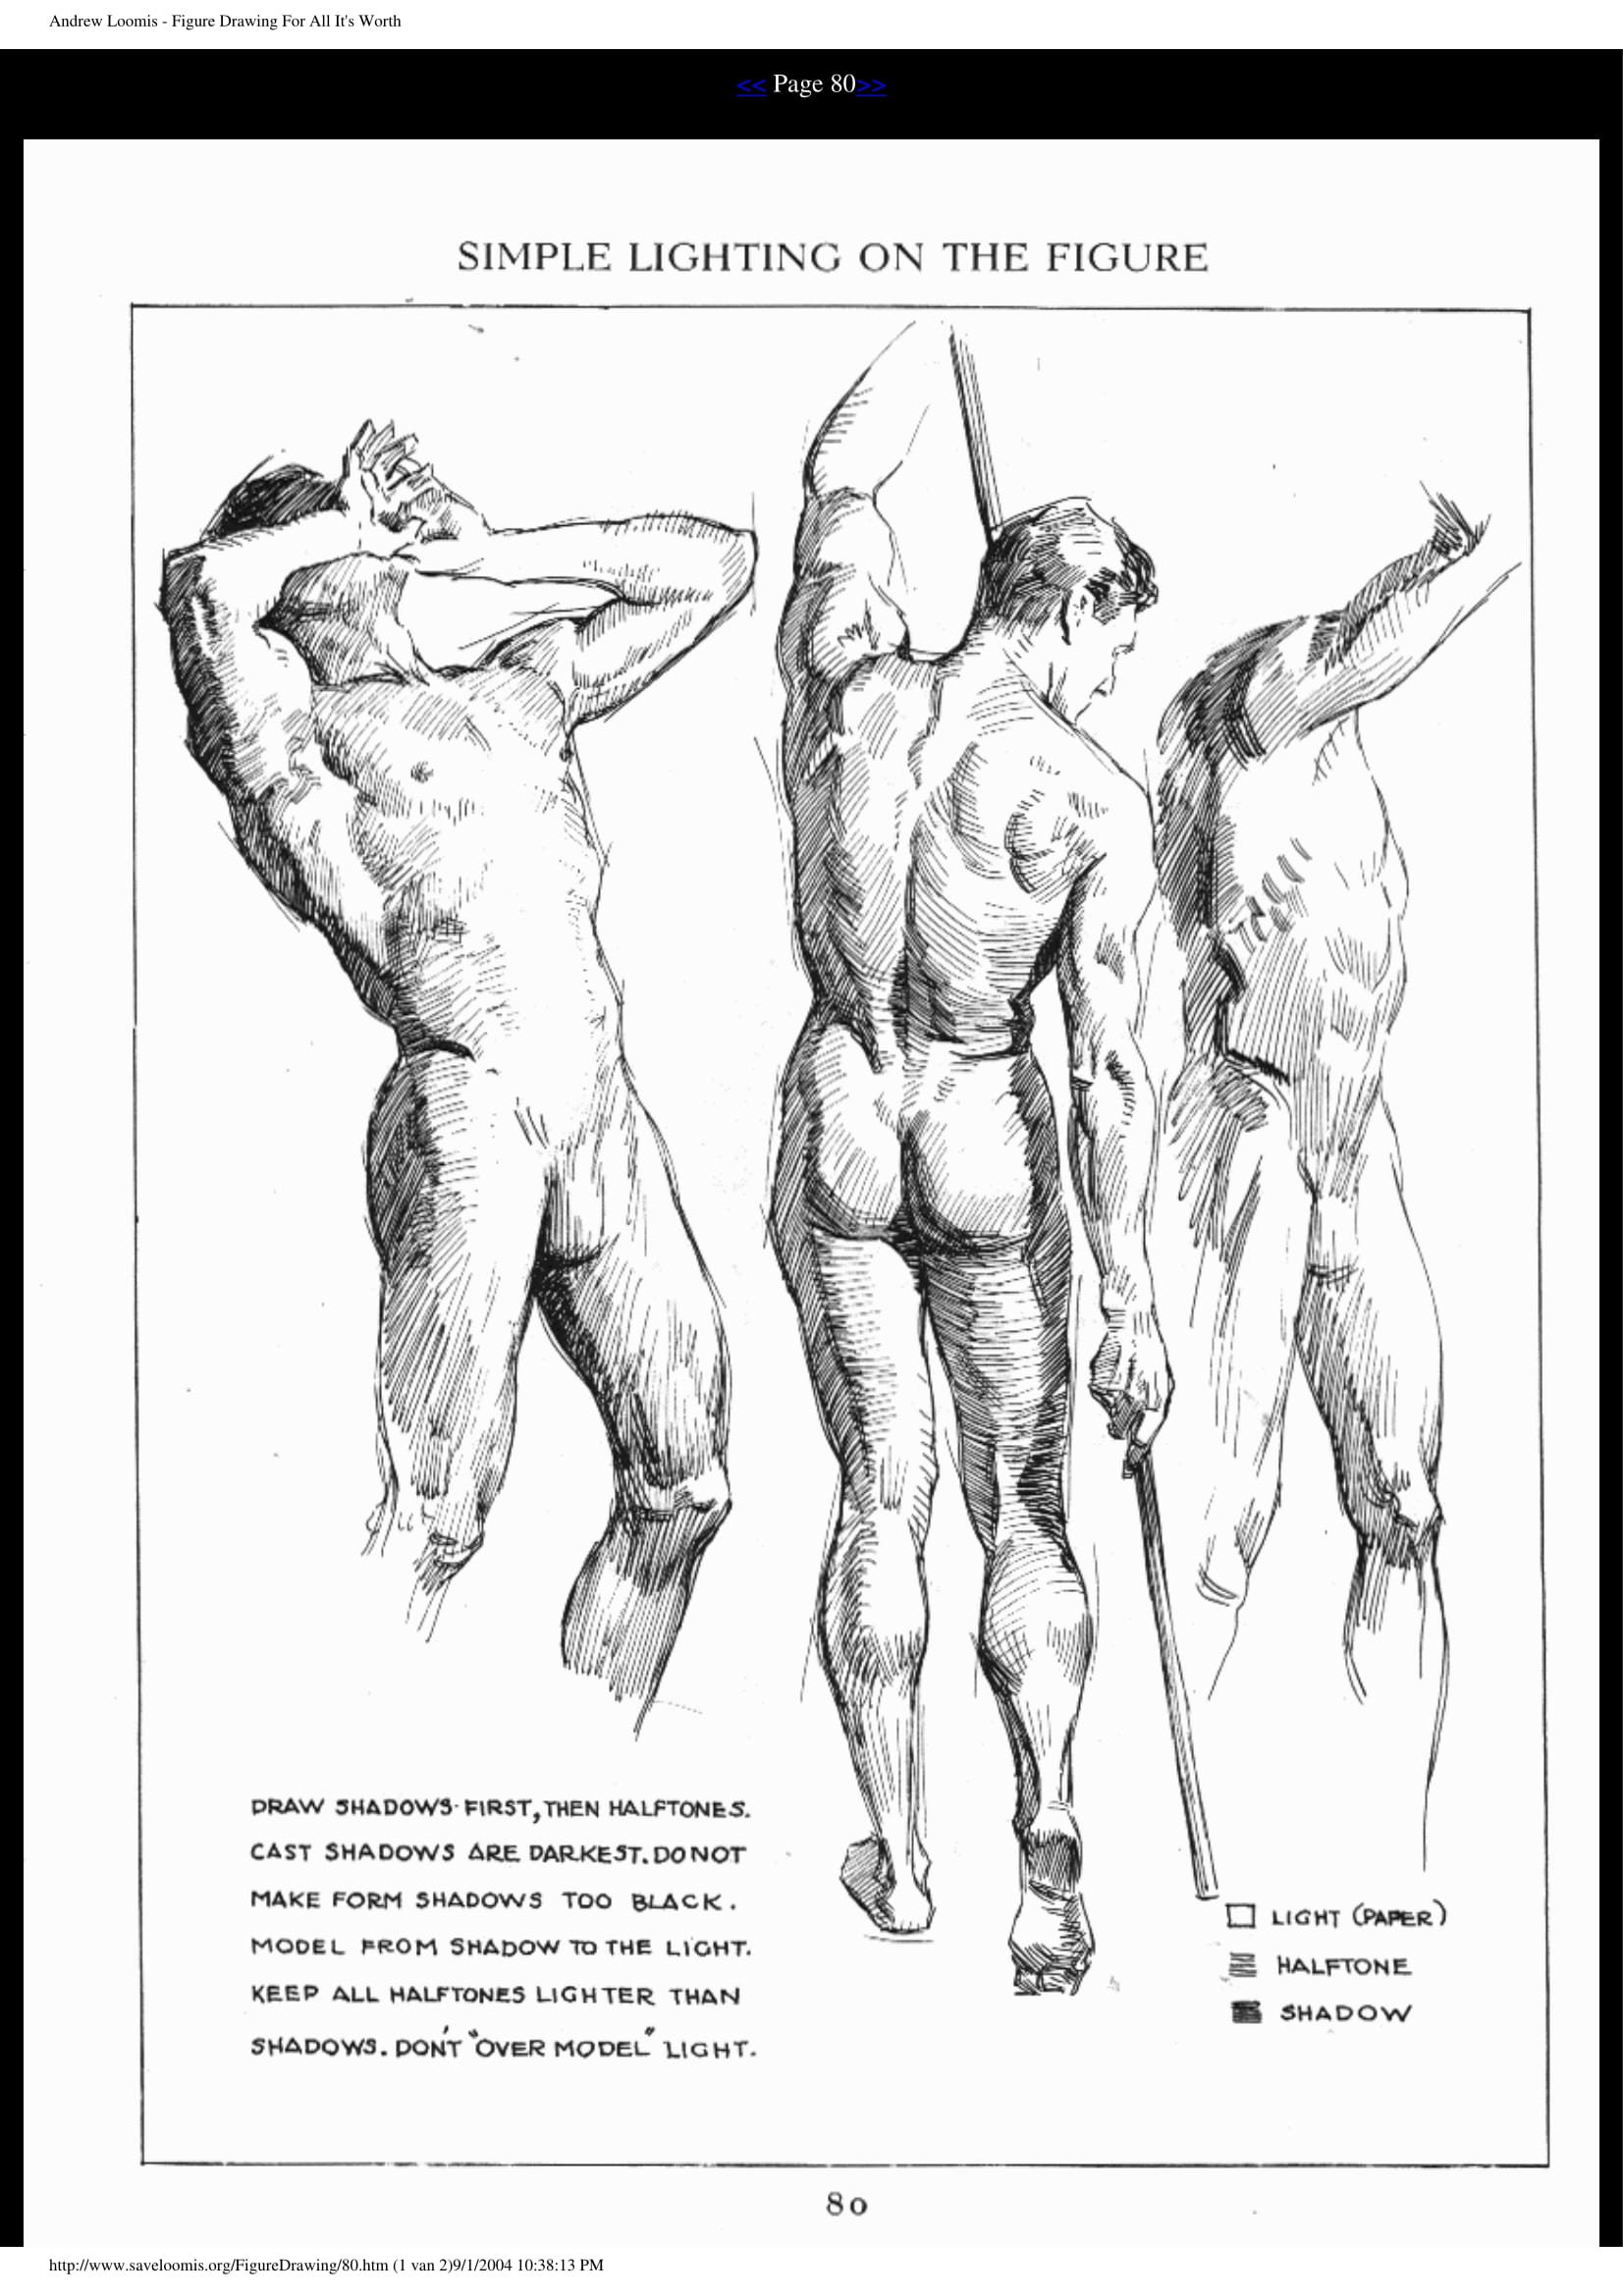 Andrew Loomis - Figure Drawing For All It's Worth
<< Page 80>>
SIMPLE LIGHTING ON THE FIGURE
DRAW SHADOWS FIRST, THEN HALFTONES.
CAST SHADOWS ARE DARKEST. DO NOT
MAKE FORM SHADOWS TOO BLACK.
MODEL FROM SHADOW TO THE LIGHT.
KEEP ALL HALFTONES LIGHTER THAN
SHADOWS. DON'T "OVER MODEL" LIGHT.
LIGHT (PAPER)
HALFTONE
SHADOW
80
http://www.saveloomis.org/FigureDrawing/80.htm (1 van 2)9/1/2004 10:38:13 PM